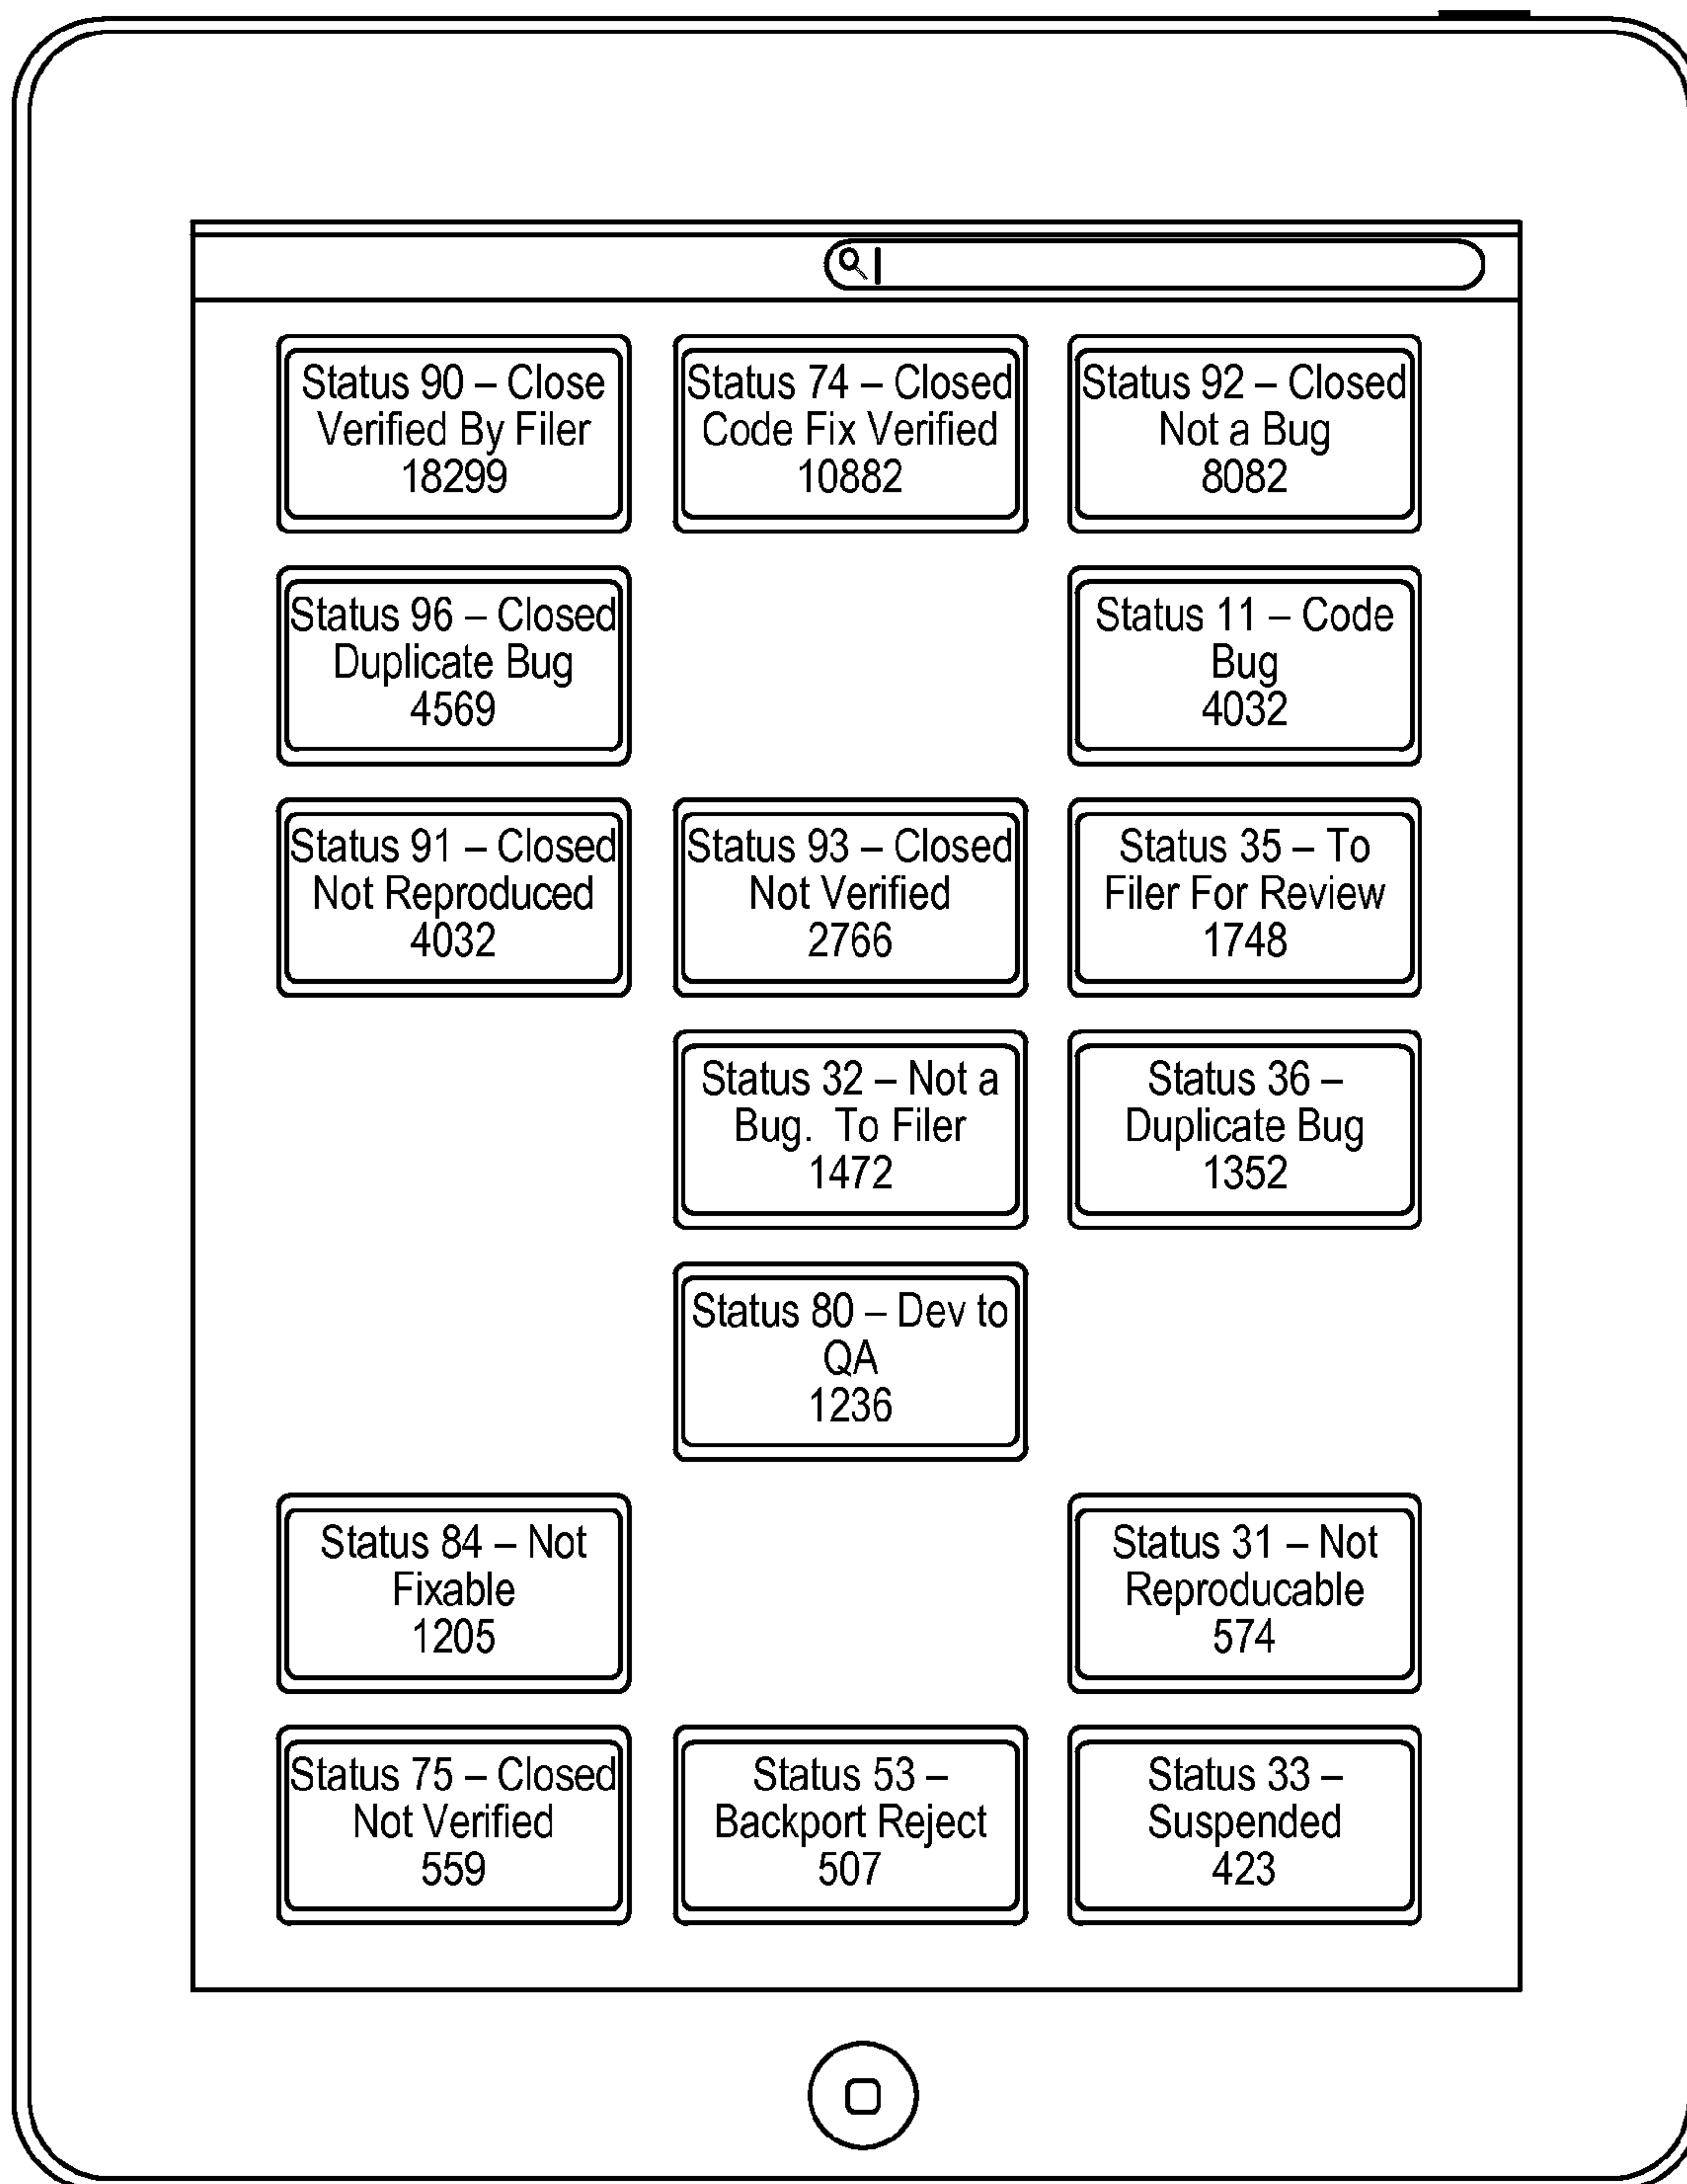 Status 90 – Close
Verified By Filer
18299
Status 74 – Closed
Code Fix Verified
10882
Status 92 – Closed
Not a Bug
8082
Status 96 – Closed
Duplicate Bug
4569
Status 11 – Code
Bug
4032
Status 91 – Closed
Not Reproduced
4032
Status 93 – Closed
Not Verified
2766
Status 35 – To
Filer For Review
1748
Status 32 – Not a
Bug.  To Filer
1472
Status 36 –
Duplicate Bug
1352
Status 80 – Dev to
QA
1236
Status 84 – Not
Fixable
1205
Status 31 – Not
Reproducable
574
Status 75 – Closed
Not Verified
559
Status 53 –
Backport Reject
507
Status 33 –
Suspended
423